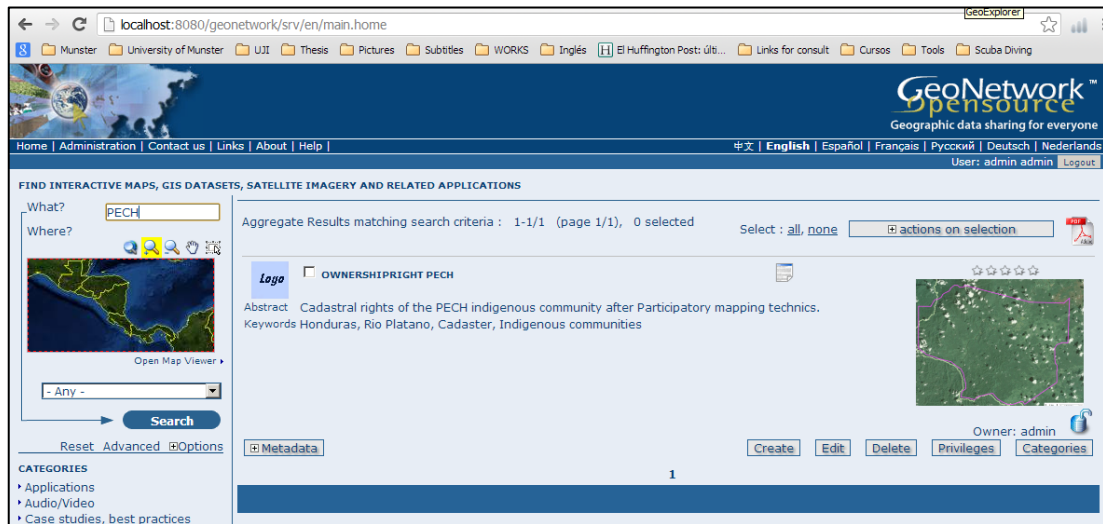 GeoExplorer
localhost:8080/geonetwork/srv/en/main.home
Munster University of Munster UJI Thesis Pictures Subtitles WORKS Inglés El Huffington Post: últi... Links for consult Cursos Tools Scuba Diving
GeoNetwork™
Opensource
Geographic data sharing for everyone
Home | Administration | Contact us | Links | About | Help |
中文 | English | Español | Français | Русский | Deutsch | Nederlands
User: admin admin Logout
FIND INTERACTIVE MAPS, GIS DATASETS, SATELLITE IMAGERY AND RELATED APPLICATIONS
What? PECH
Where?
Open Map Viewer
- Any -
Search
Reset Advanced Options
CATEGORIES
Applications
Audio/Video
Case studies, best practices
Aggregate Results matching search criteria : 1-1/1 (page 1/1), 0 selected
Select : all, none
actions on selection
PDF
Logo
OWNERSHIPRIGHT PECH
Abstract Cadastral rights of the PECH indigenous community after Participatory mapping technics.
Keywords Honduras, Rio Platano, Cadaster, Indigenous communities
Owner: admin
Metadata
Create Edit Delete Privileges Categories
1